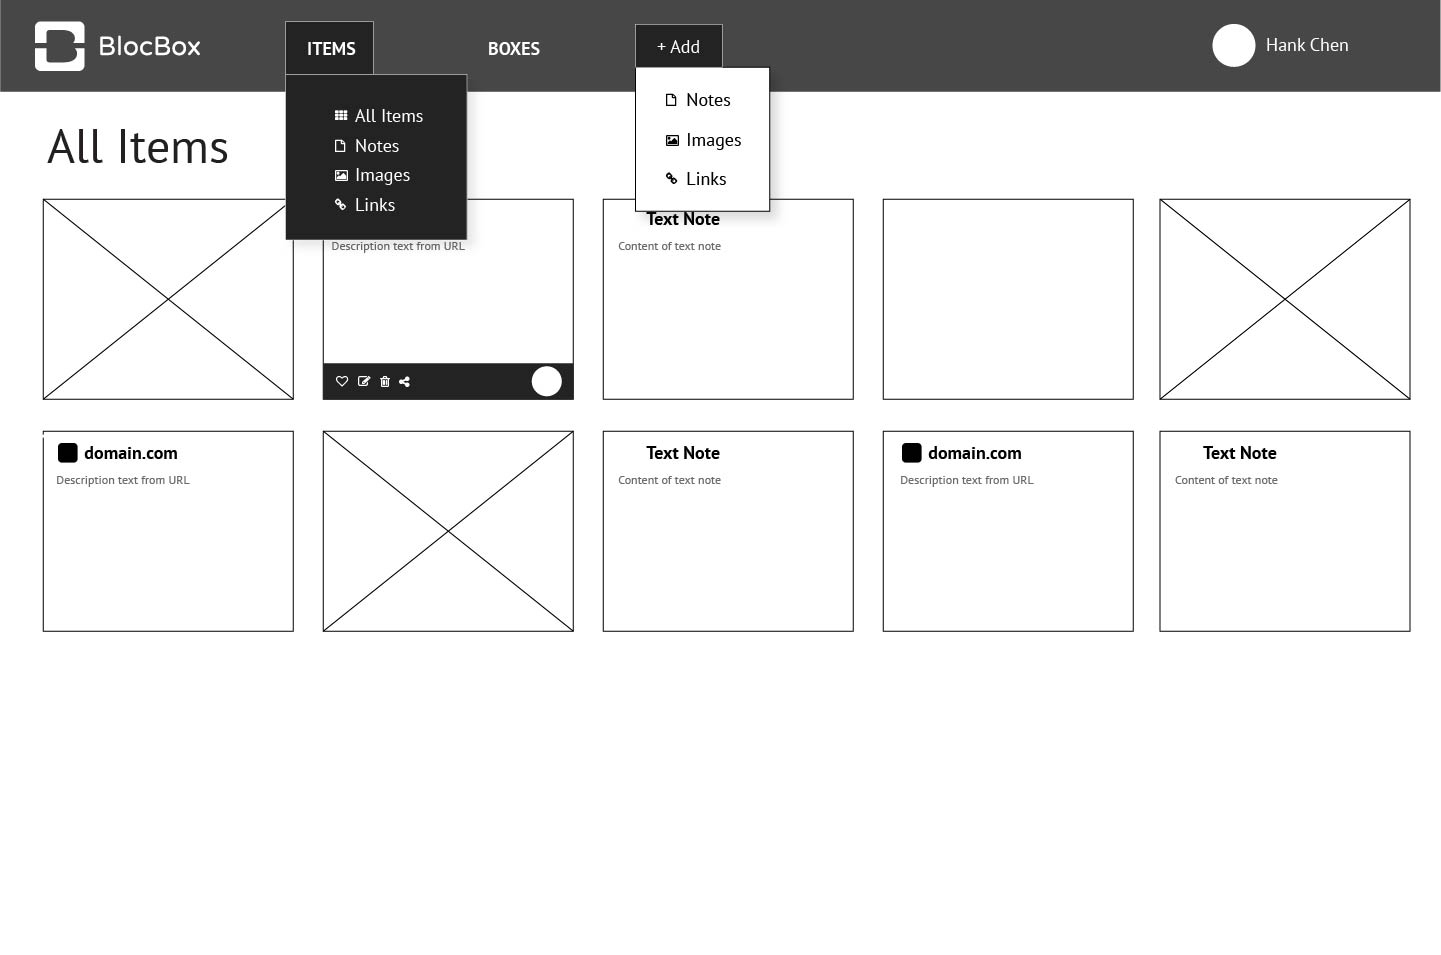 BlocBox
ITEMS
BOXES
+ Add
Hank Chen
All Items
Notes
Images
Links
Notes
Images
Links
All Items
Description text from URL
Text Note
Content of text note
domain.com
Description text from URL
Text Note
Content of text note
domain.com
Description text from URL
Text Note
Content of text note